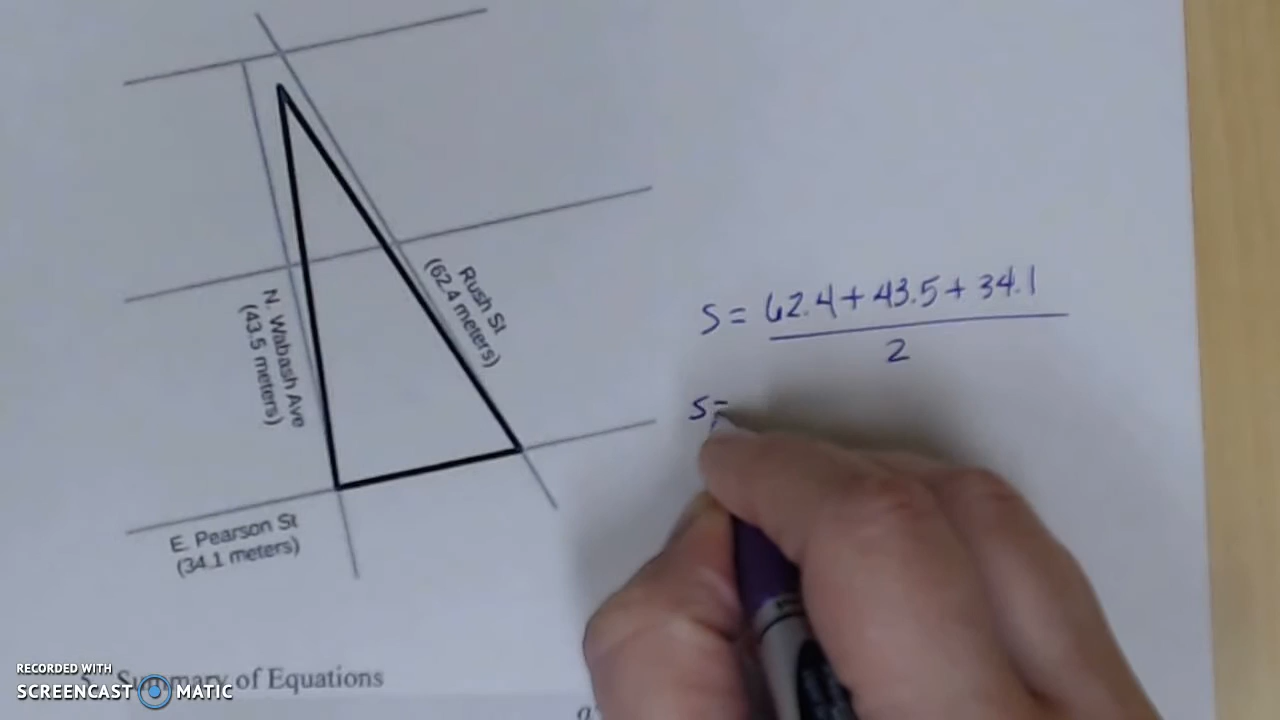 Rush St
(62.4 meters)
N. Wabash Ave
(43.5 meters)
E. Pearson St
(34.1 meters)
S = 62.4 + 43.5 + 34.1
2
S =
Summary of Equations
RECORDED WITH
SCREENCAST MATIC